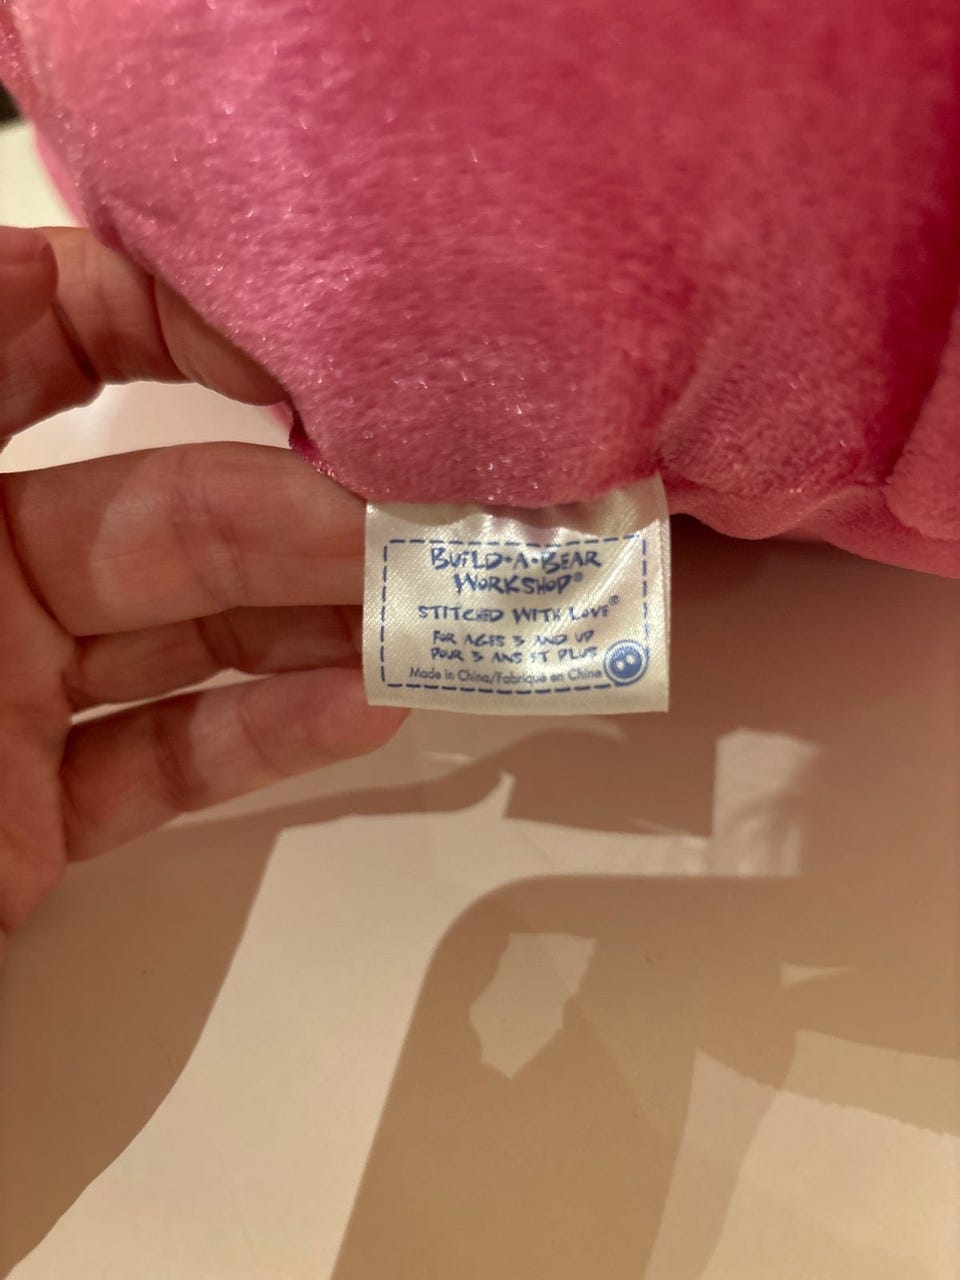 BUILD-A-BEAR
WORKSHOP®
STITCHED WITH LOVE®
FOR AGES 3 AND UP
POUR 3 ANS ET PLUS
Made in China/Fabriqué en Chine